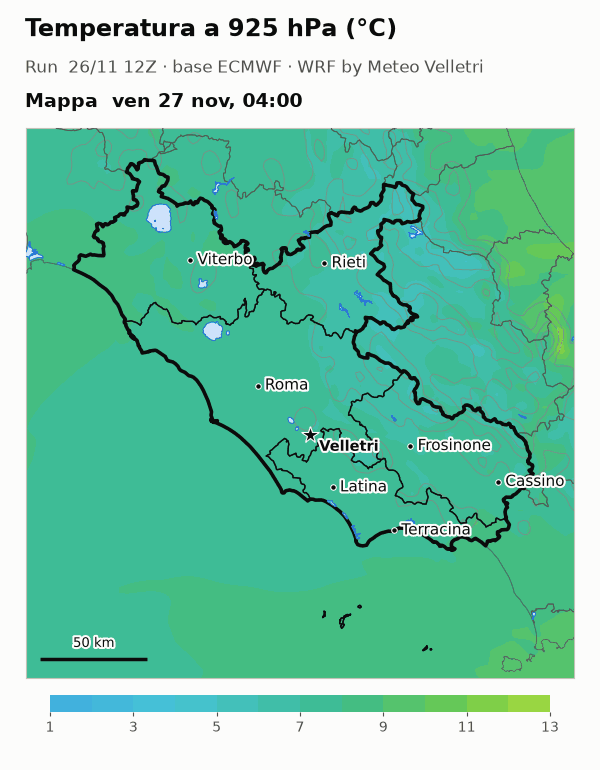 Temperatura a 925 hPa (°C)
Run 26/11 12Z · base ECMWF · WRF by Meteo Velletri
Mappa ven 27 nov, 04:00
Viterbo
Rieti
Roma
Velletri
Frosinone
Latina
Cassino
Terracina
50 km
1 3 5 7 9 11 13